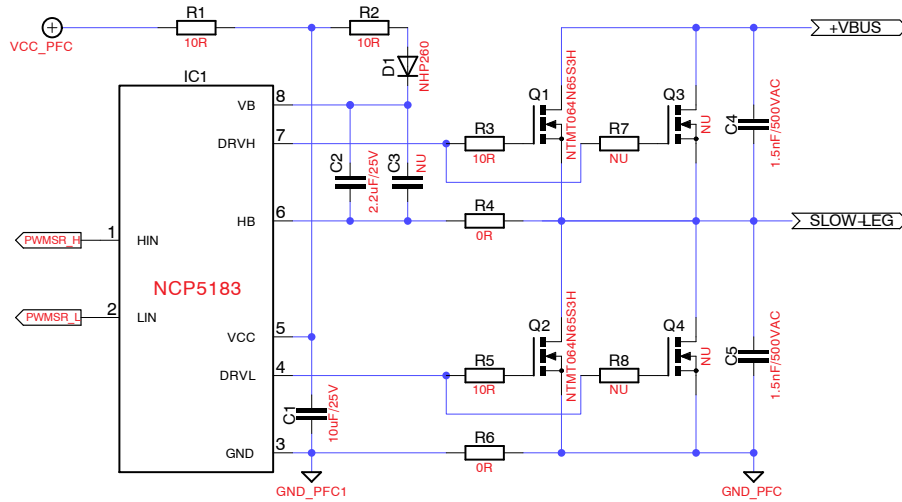 R1
R2
+VBUS
VCC_PFC
10R
10R
D1
NHP260
IC1
8
VB
7
DRVH
C2
2.2uF/25V
C3
NU
R3
10R
Q1
NTMT064N65S3H
R7
NU
Q3
NU
C4
1.5nF/500VAC
6
HB
R4
0R
SLOW-LEG
PWMSR_H
1
HIN
NCP5183
PWMSR_L
2
LIN
5
VCC
4
DRVL
R5
10R
Q2
NTMT064N65S3H
R8
NU
Q4
NU
C5
1.5nF/500VAC
C1
10uF/25V
3
GND
R6
0R
GND_PFC1
GND_PFC